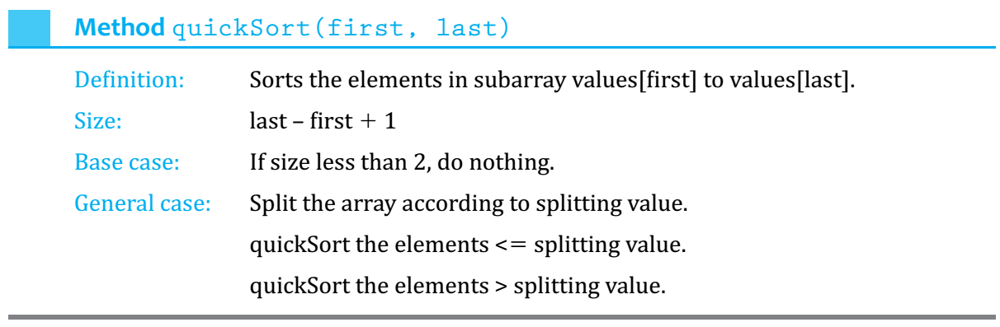 Method quickSort(first, last)
Definition: Sorts the elements in subarray values[first] to values[last].
Size: last – first + 1
Base case: If size less than 2, do nothing.
General case: Split the array according to splitting value.
quickSort the elements <= splitting value.
quickSort the elements > splitting value.